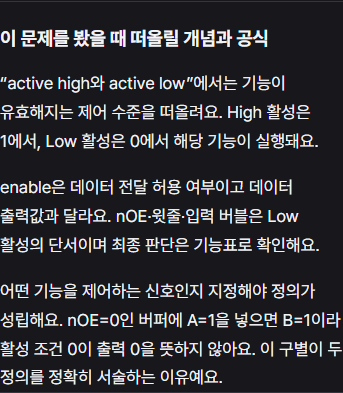 이 문제를 봤을 때 떠올릴 개념과 공식
“active high와 active low”에서는 기능이
유효해지는 제어 수준을 떠올려요. High 활성은
1에서, Low 활성은 0에서 해당 기능이 실행돼요.
enable은 데이터 전달 허용 여부이고 데이터
출력값과 달라요. nOE·윗줄·입력 버블은 Low
활성의 단서이며 최종 판단은 기능표로 확인해요.
어떤 기능을 제어하는 신호인지 지정해야 정의가
성립해요. nOE=0인 버퍼에 A=1을 넣으면 B=1이라
활성 조건 0이 출력 0을 뜻하지 않아요. 이 구별이 두
정의를 정확히 서술하는 이유예요.